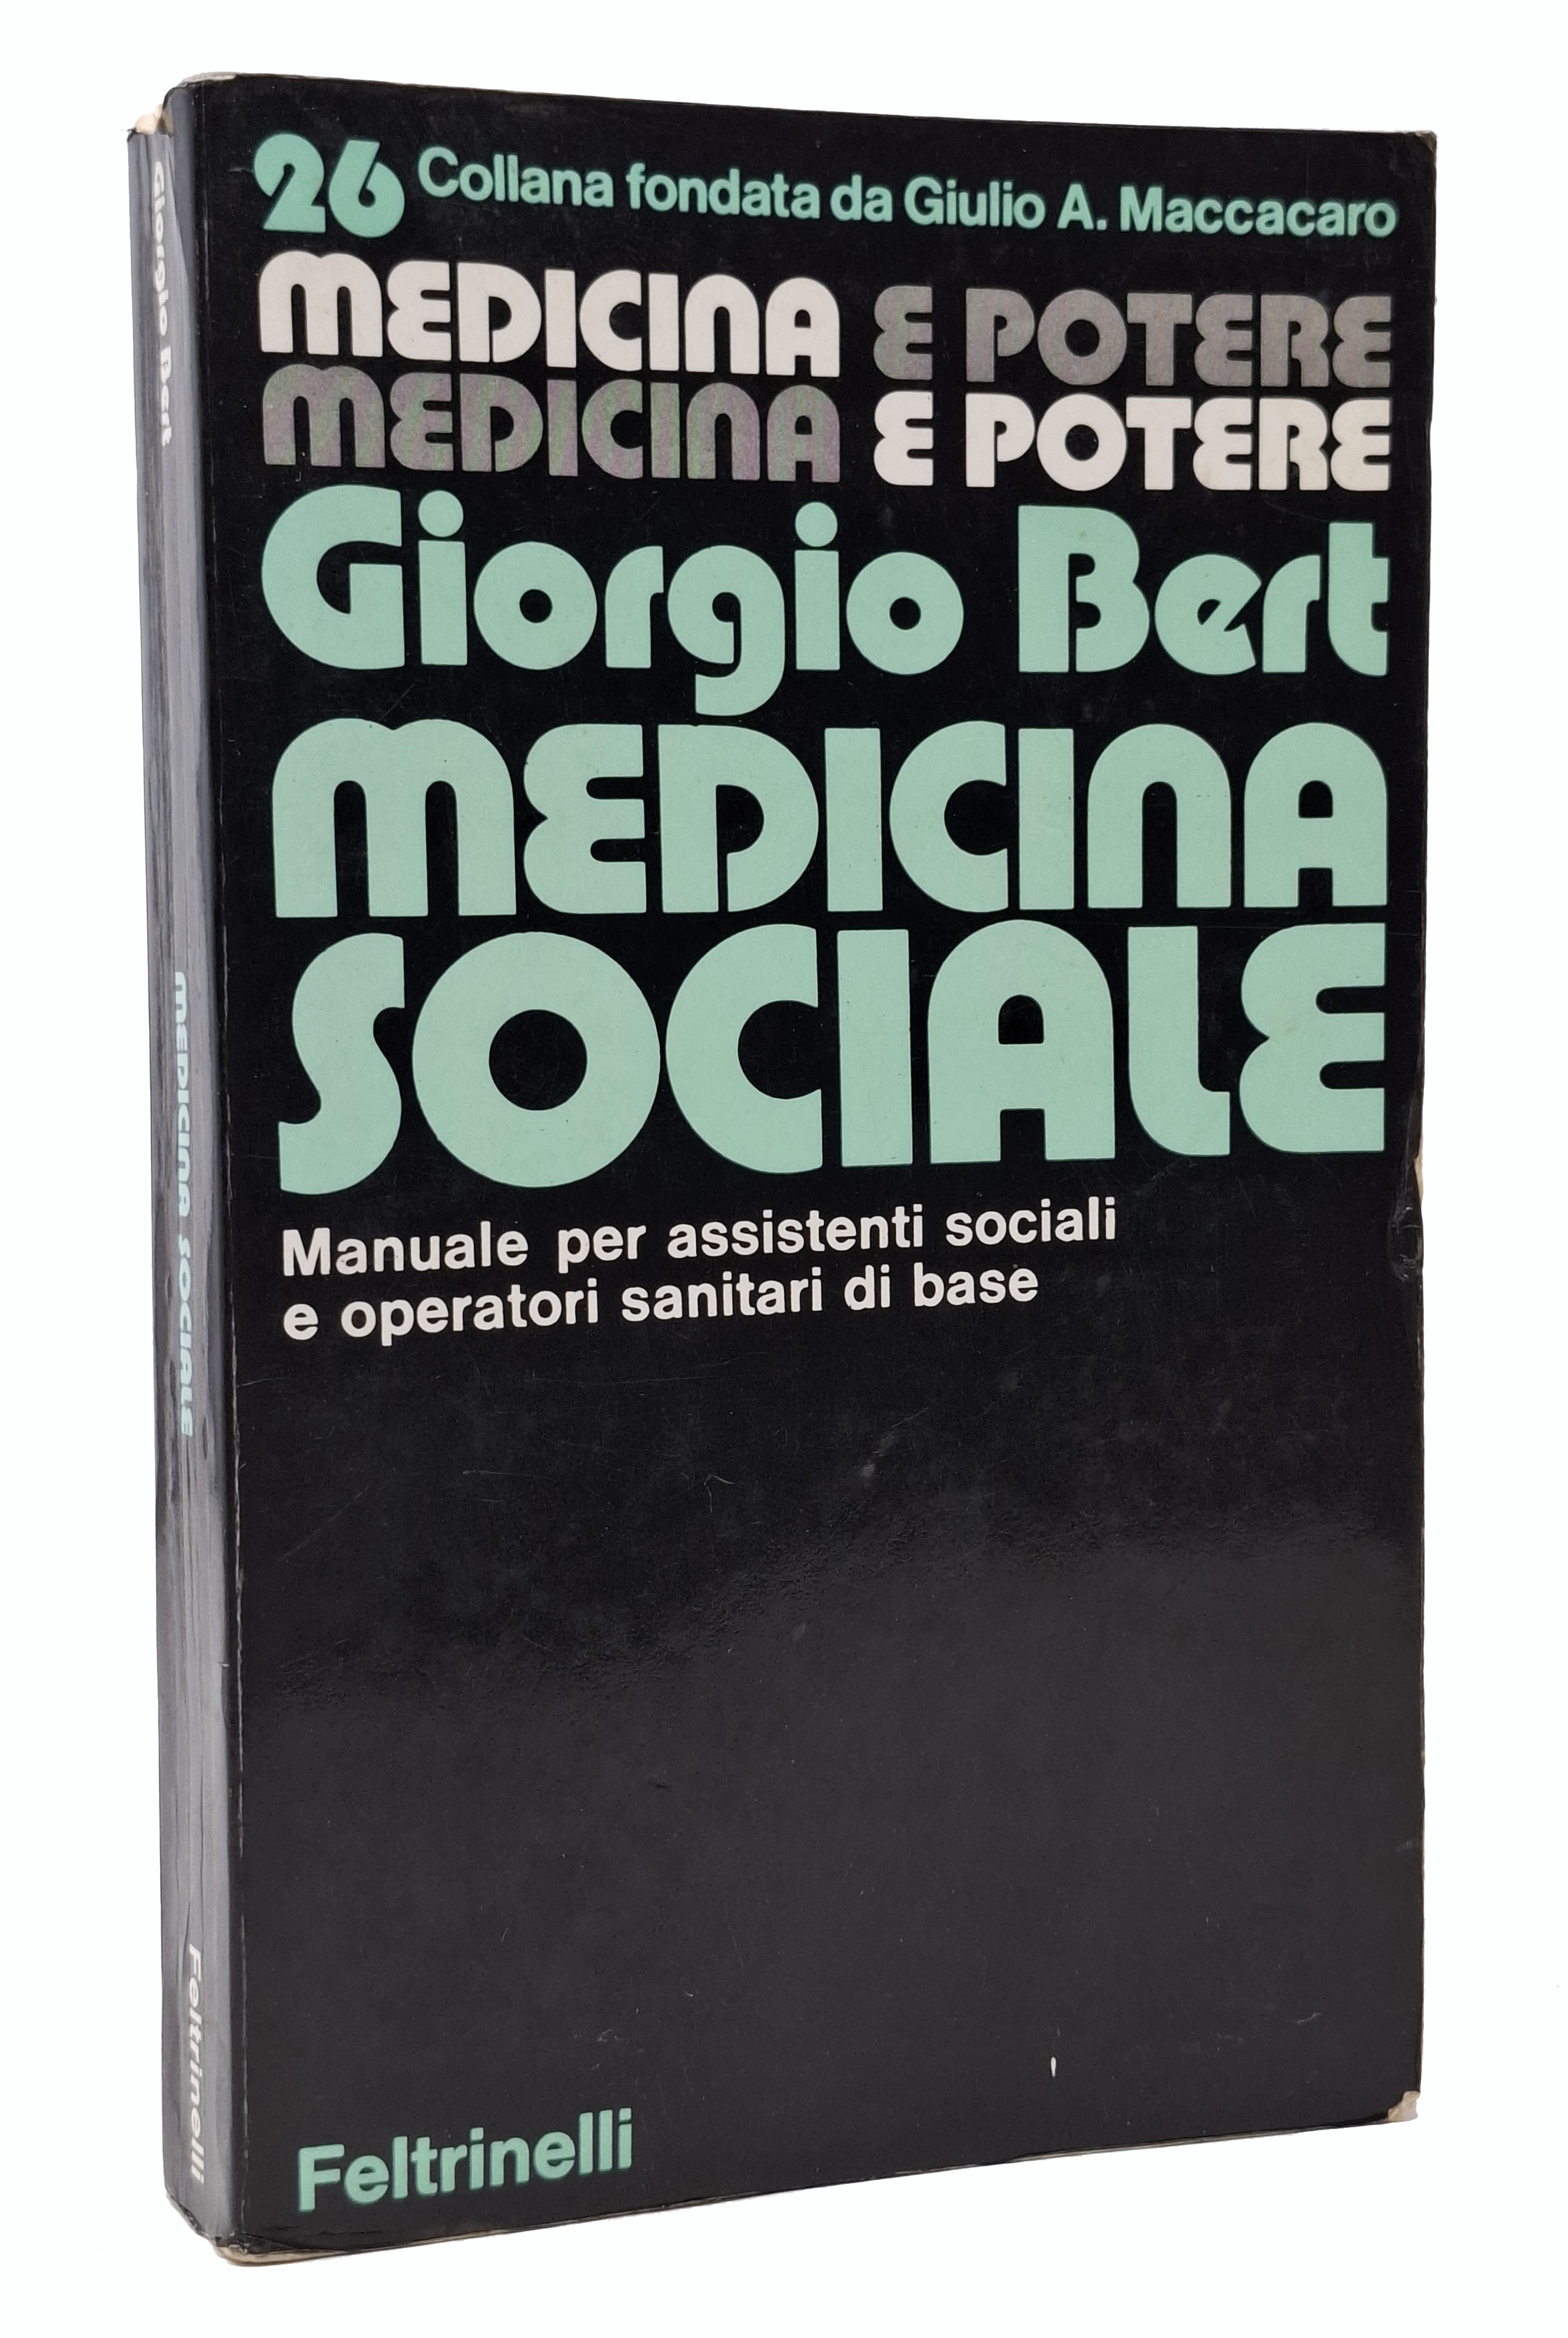 26 Collana fondata da Giulio A. Maccacaro
MEDICINA E POTERE
MEDICINA E POTERE
Giorgio Bert
MEDICINA
SOCIALE
Manuale per assistenti sociali
e operatori sanitari di base
Feltrinelli
Giorgio Bert
MEDICINA SOCIALE
Feltrinelli